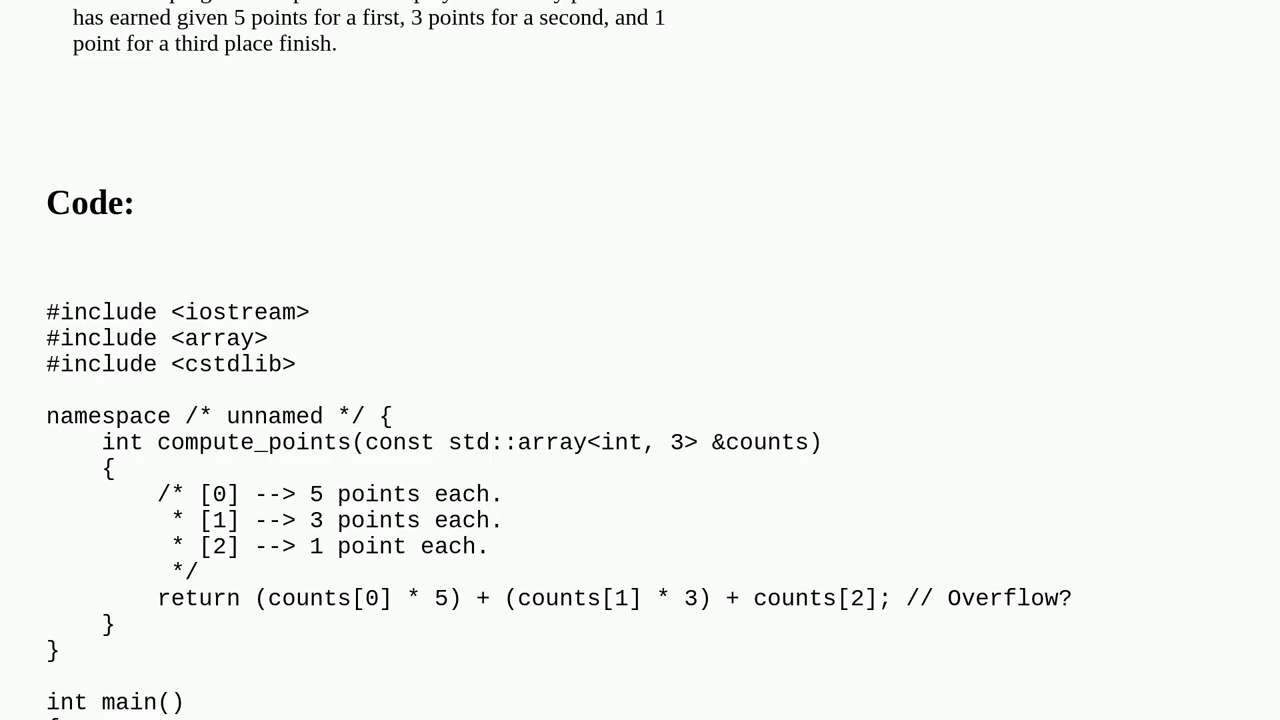 has earned given 5 points for a first, 3 points for a second, and 1
point for a third place finish.
Code:
#include <iostream>
#include <array>
#include <cstdlib>
namespace /* unnamed */ {
    int compute_points(const std::array<int, 3> &counts)
    {
        /* [0] --> 5 points each.
         * [1] --> 3 points each.
         * [2] --> 1 point each.
         */
        return (counts[0] * 5) + (counts[1] * 3) + counts[2]; // Overflow?
    }
}
int main()